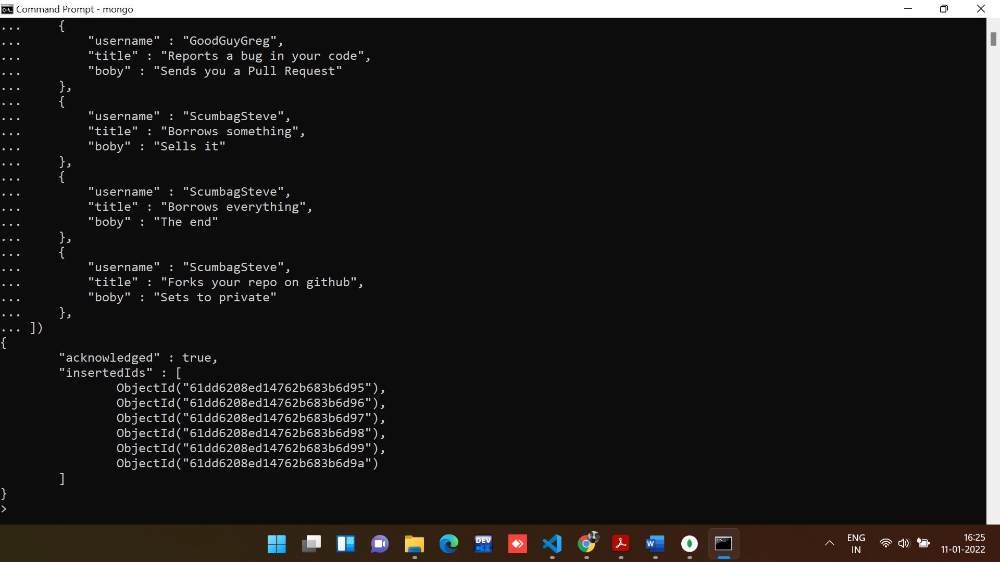 Command Prompt - mongo
...     {
...         "username" : "GoodGuyGreg",
...         "title" : "Reports a bug in your code",
...         "boby" : "Sends you a Pull Request"
...     },
...     {
...         "username" : "ScumbagSteve",
...         "title" : "Borrows something",
...         "boby" : "Sells it"
...     },
...     {
...         "username" : "ScumbagSteve",
...         "title" : "Borrows everything",
...         "boby" : "The end"
...     },
...     {
...         "username" : "ScumbagSteve",
...         "title" : "Forks your repo on github",
...         "boby" : "Sets to private"
...     },
... ])
{
        "acknowledged" : true,
        "insertedIds" : [
                ObjectId("61dd6208ed14762b683b6d95"),
                ObjectId("61dd6208ed14762b683b6d96"),
                ObjectId("61dd6208ed14762b683b6d97"),
                ObjectId("61dd6208ed14762b683b6d98"),
                ObjectId("61dd6208ed14762b683b6d99"),
                ObjectId("61dd6208ed14762b683b6d9a")
        ]
}
>
DEV
C++
W
ENG
IN
16:25
11-01-2022